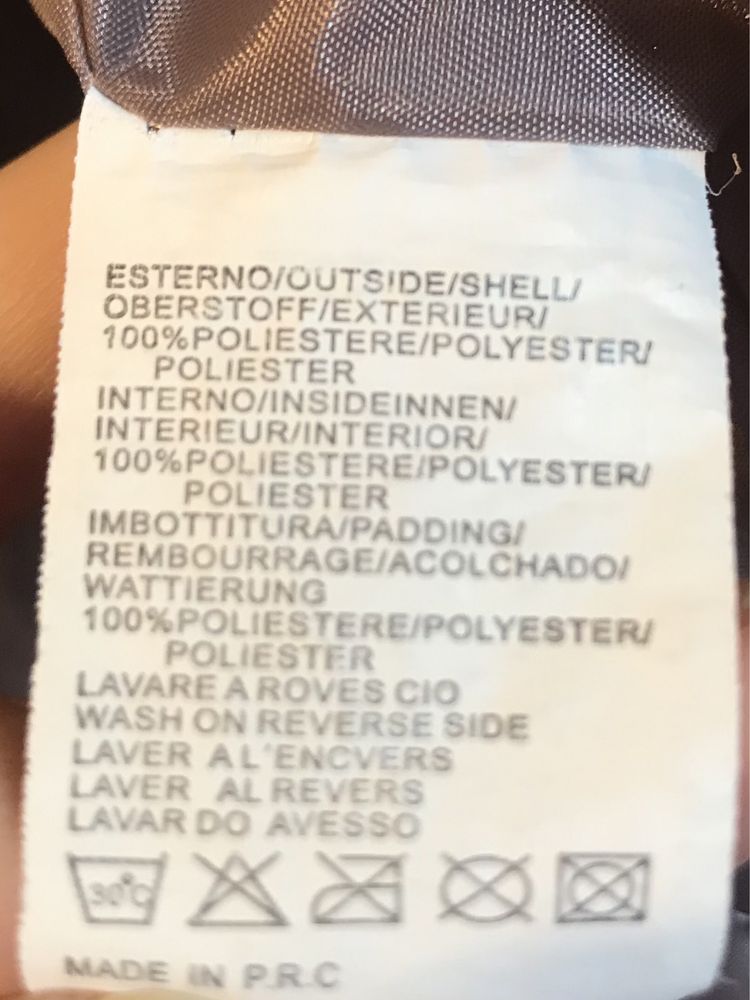 ESTERNO/OUTSIDE/SHELL/
OBERSTOFF/EXTERIEUR/
100%POLIESTERE/POLYESTER/
POLIESTER
INTERNO/INSIDEINNEN/
INTERIEUR/INTERIOR/
100%POLIESTERE/POLYESTER/
POLIESTER
IMBOTTITURA/PADDING/
REMBOURRAGE/ACOLCHADO/
WATTIERUNG
100%POLIESTERE/POLYESTER/
POLIESTER
LAVARE A ROVES CIO
WASH ON REVERSE SIDE
LAVER A L'ENCVERS
LAVER AL REVERS
LAVAR DO AVESSO
30°C
MADE IN P.R.C